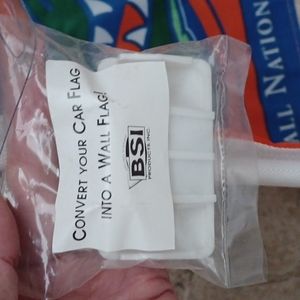 CONVERT YOUR CAR FLAG
INTO A WALL FLAG!
BSI
PRODUCTS, INC.
ALL NATION